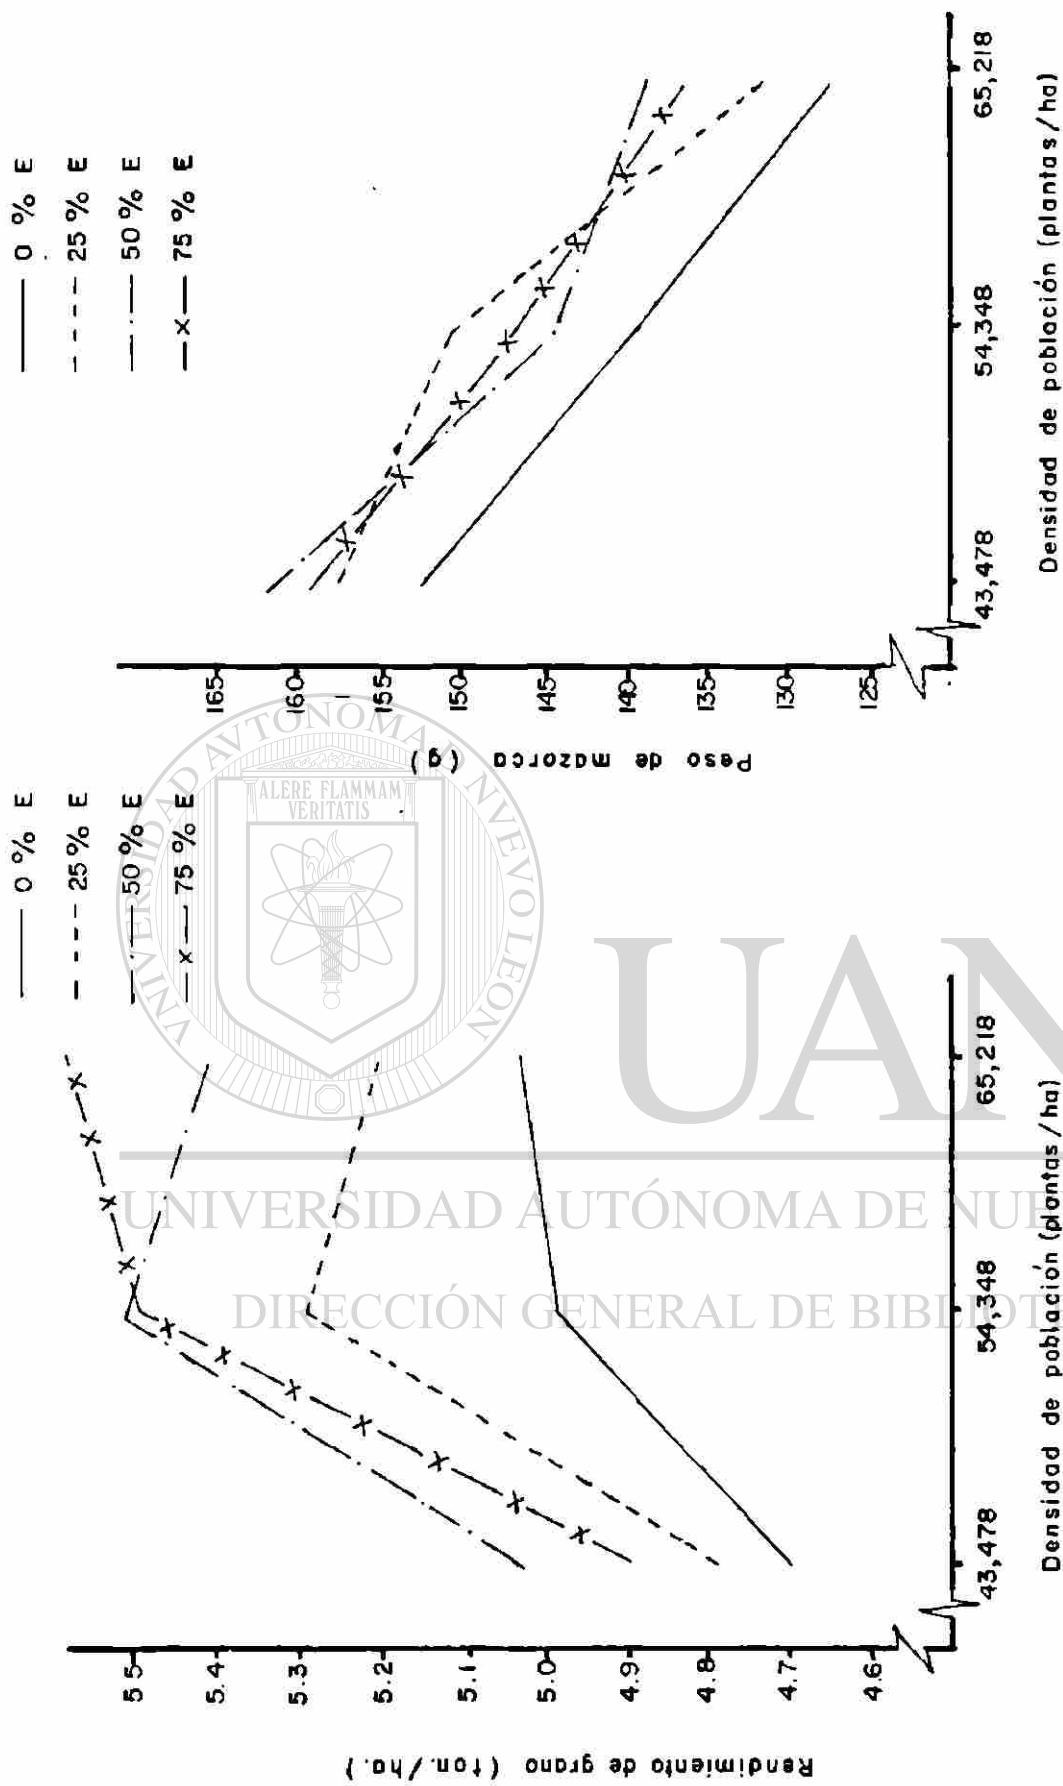 0 % E
25 % E
50 % E
75 % E
5.5
5.4
5.3
5.2
5.1
5.0
4.9
4.8
4.7
4.6
Rendimiento de grano (ton./ha.)
43,478
54,348
65,218
Densidad de población (plantas/ha)
0 % E
25 % E
50 % E
75 % E
165
160
155
150
145
140
135
130
125
Peso de mazorca (g)
43,478
54,348
65,218
Densidad de población (plantas/ha)
UNIVERSIDAD AVTONOMA DE NVEVO LEON
ALERE FLAMMAM
VERITATIS
UAN
UNIVERSIDAD AUTÓNOMA DE NUE
DIRECCIÓN GENERAL DE BIBLIOT